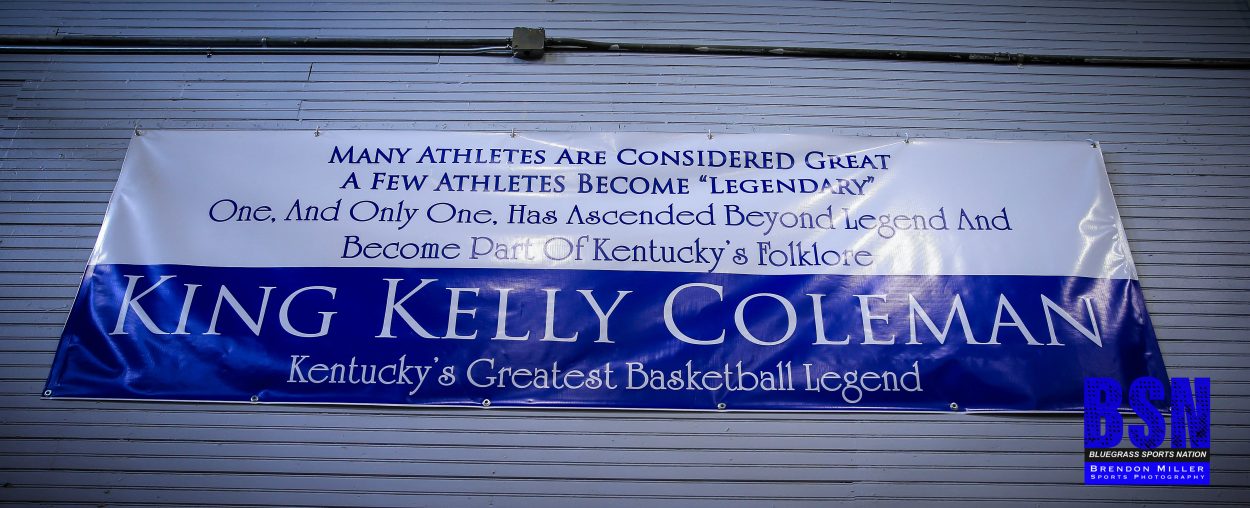 Many Athletes Are Considered Great
A Few Athletes Become "Legendary"
One, And Only One, Has Ascended Beyond Legend And
Become Part Of Kentucky's Folklore
King Kelly Coleman
Kentucky's Greatest Basketball Legend
BSN
BLUEGRASS SPORTS NATION
Brendon Miller
Sports Photography